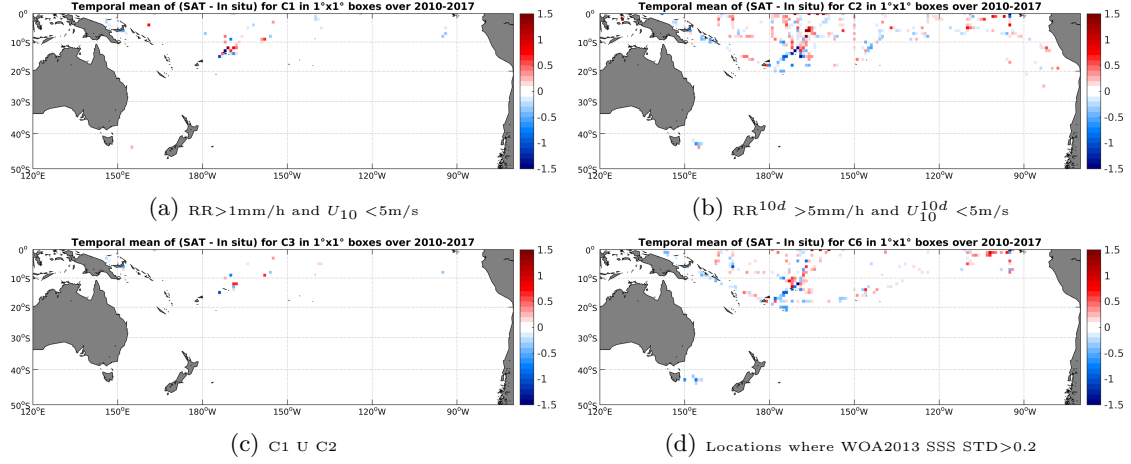 Temporal mean of (SAT - In situ) for C1 in 1°x1° boxes over 2010-2017
0°
10°S
20°S
30°S
40°S
50°S
120°E 150°E 180°W 150°W 120°W 90°W
1.5
1
0.5
0
-0.5
-1
-1.5
(a) RR>1mm/h and U10 <5m/s
Temporal mean of (SAT - In situ) for C2 in 1°x1° boxes over 2010-2017
0°
10°S
20°S
30°S
40°S
50°S
120°E 150°E 180°W 150°W 120°W 90°W
1.5
1
0.5
0
-0.5
-1
-1.5
(b) RR^10d >5mm/h and U10^10d <5m/s
Temporal mean of (SAT - In situ) for C3 in 1°x1° boxes over 2010-2017
0°
10°S
20°S
30°S
40°S
50°S
120°E 150°E 180°W 150°W 120°W 90°W
1.5
1
0.5
0
-0.5
-1
-1.5
(c) C1 U C2
Temporal mean of (SAT - In situ) for C6 in 1°x1° boxes over 2010-2017
0°
10°S
20°S
30°S
40°S
50°S
120°E 150°E 180°W 150°W 120°W 90°W
1.5
1
0.5
0
-0.5
-1
-1.5
(d) Locations where WOA2013 SSS STD>0.2